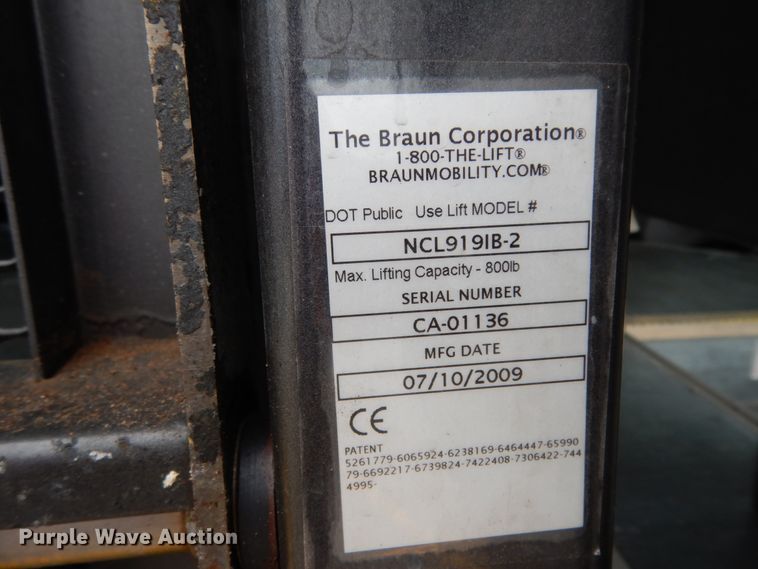 The Braun Corporation®
1-800-THE-LIFT®
BRAUNMOBILITY.COM®
DOT Public Use Lift MODEL #
NCL919IB-2
Max. Lifting Capacity - 800lb
SERIAL NUMBER
CA-01136
MFG DATE
07/10/2009
CE
PATENT
5261779-6065924-6238169-6464447-65990
79-6692217-6739824-7422408-7306422-744
4995-
Purple Wave Auction